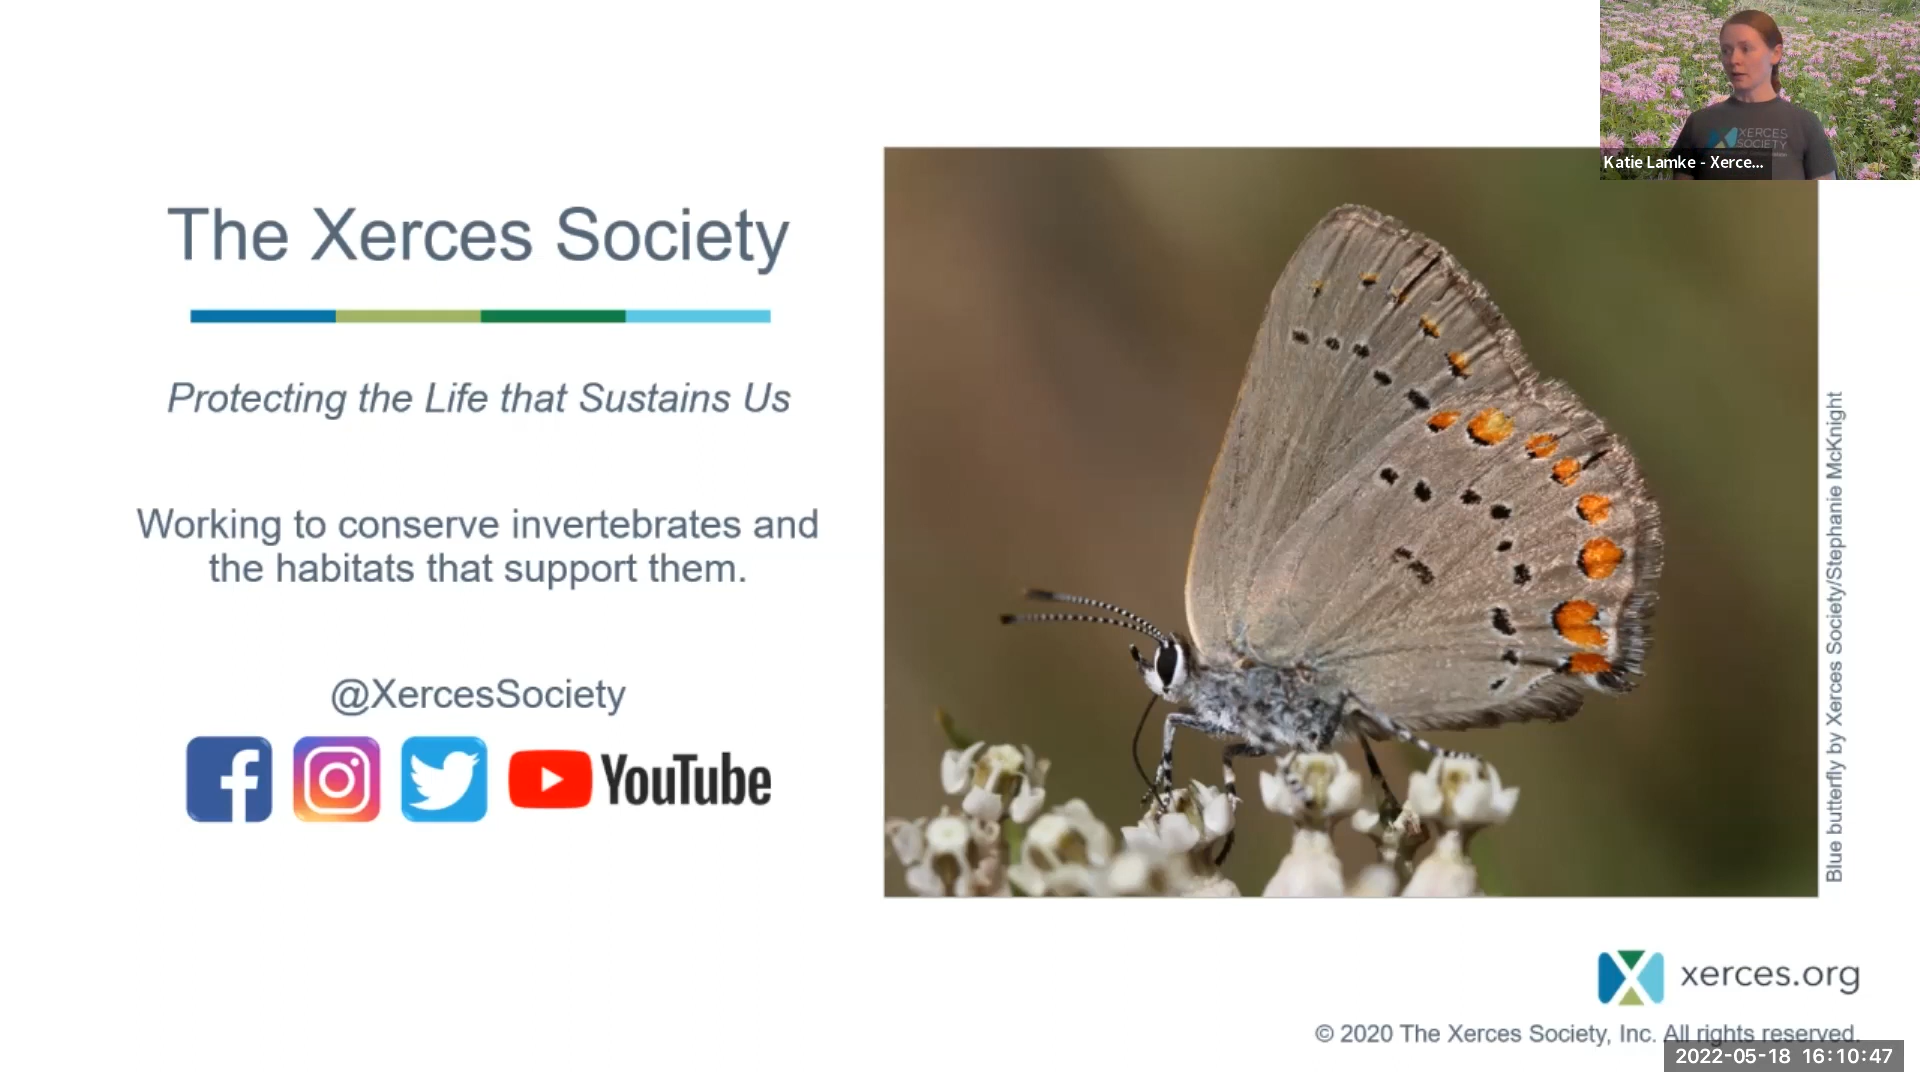 The Xerces Society
Protecting the Life that Sustains Us
Working to conserve invertebrates and
the habitats that support them.
@XercesSociety
YouTube
XERCES
SOCIETY
Katie Lamke - Xerce...
Blue butterfly by Xerces Society/Stephanie McKnight
xerces.org
© 2020 The Xerces Society, Inc. All rights reserved.
2022-05-18 16:10:47